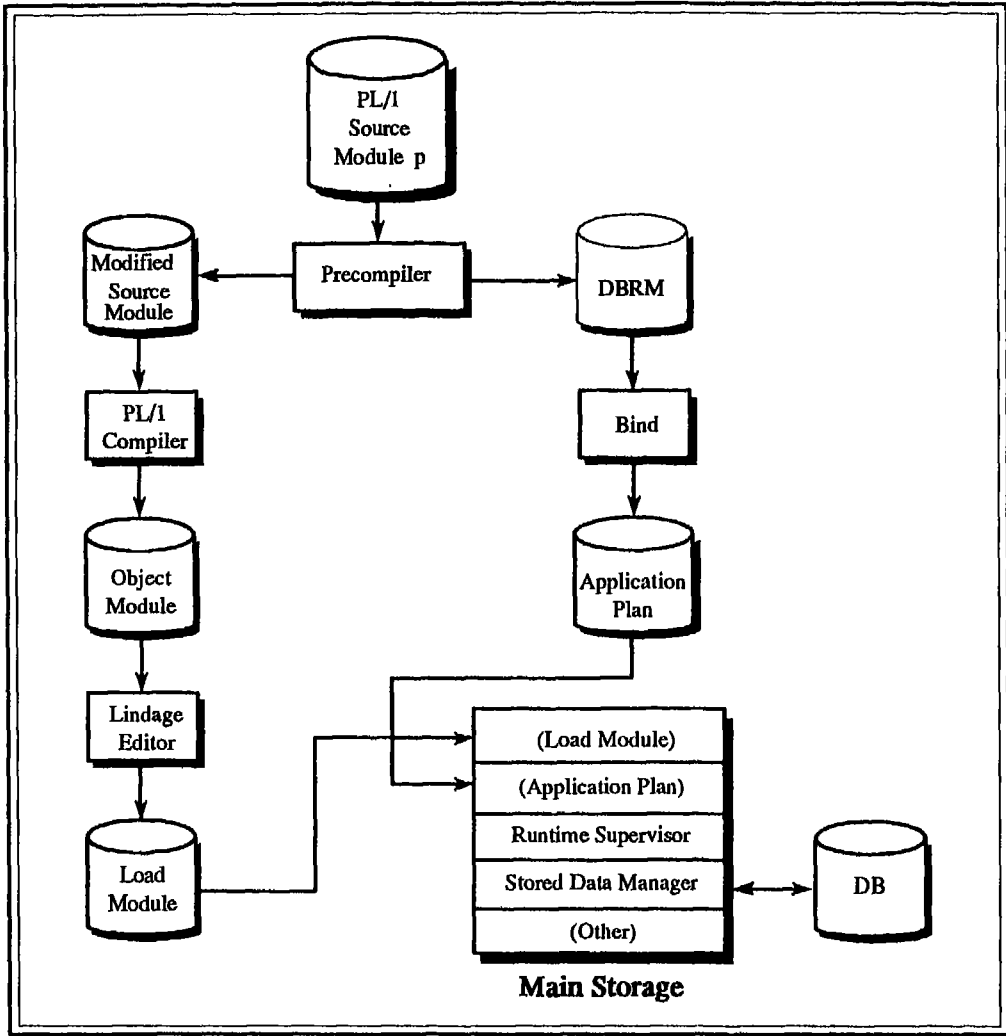 PL/1
Source
Module p
Precompiler
Modified
Source
Module
DBRM
PL/1
Compiler
Bind
Object
Module
Application
Plan
Lindage
Editor
Load
Module
(Load Module)
(Application Plan)
Runtime Supervisor
Stored Data Manager
(Other)
DB
Main Storage